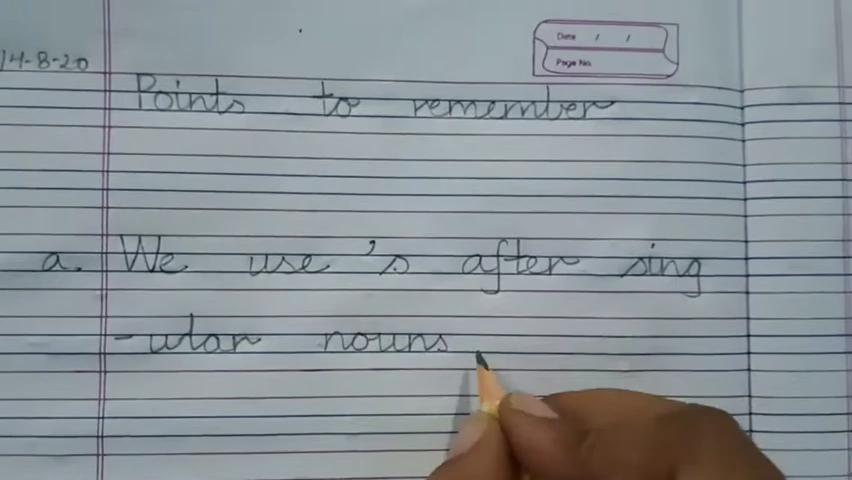 Date / /
Page No.
14-8-20
Points to remember
a. We use 's after sing
-ular nouns